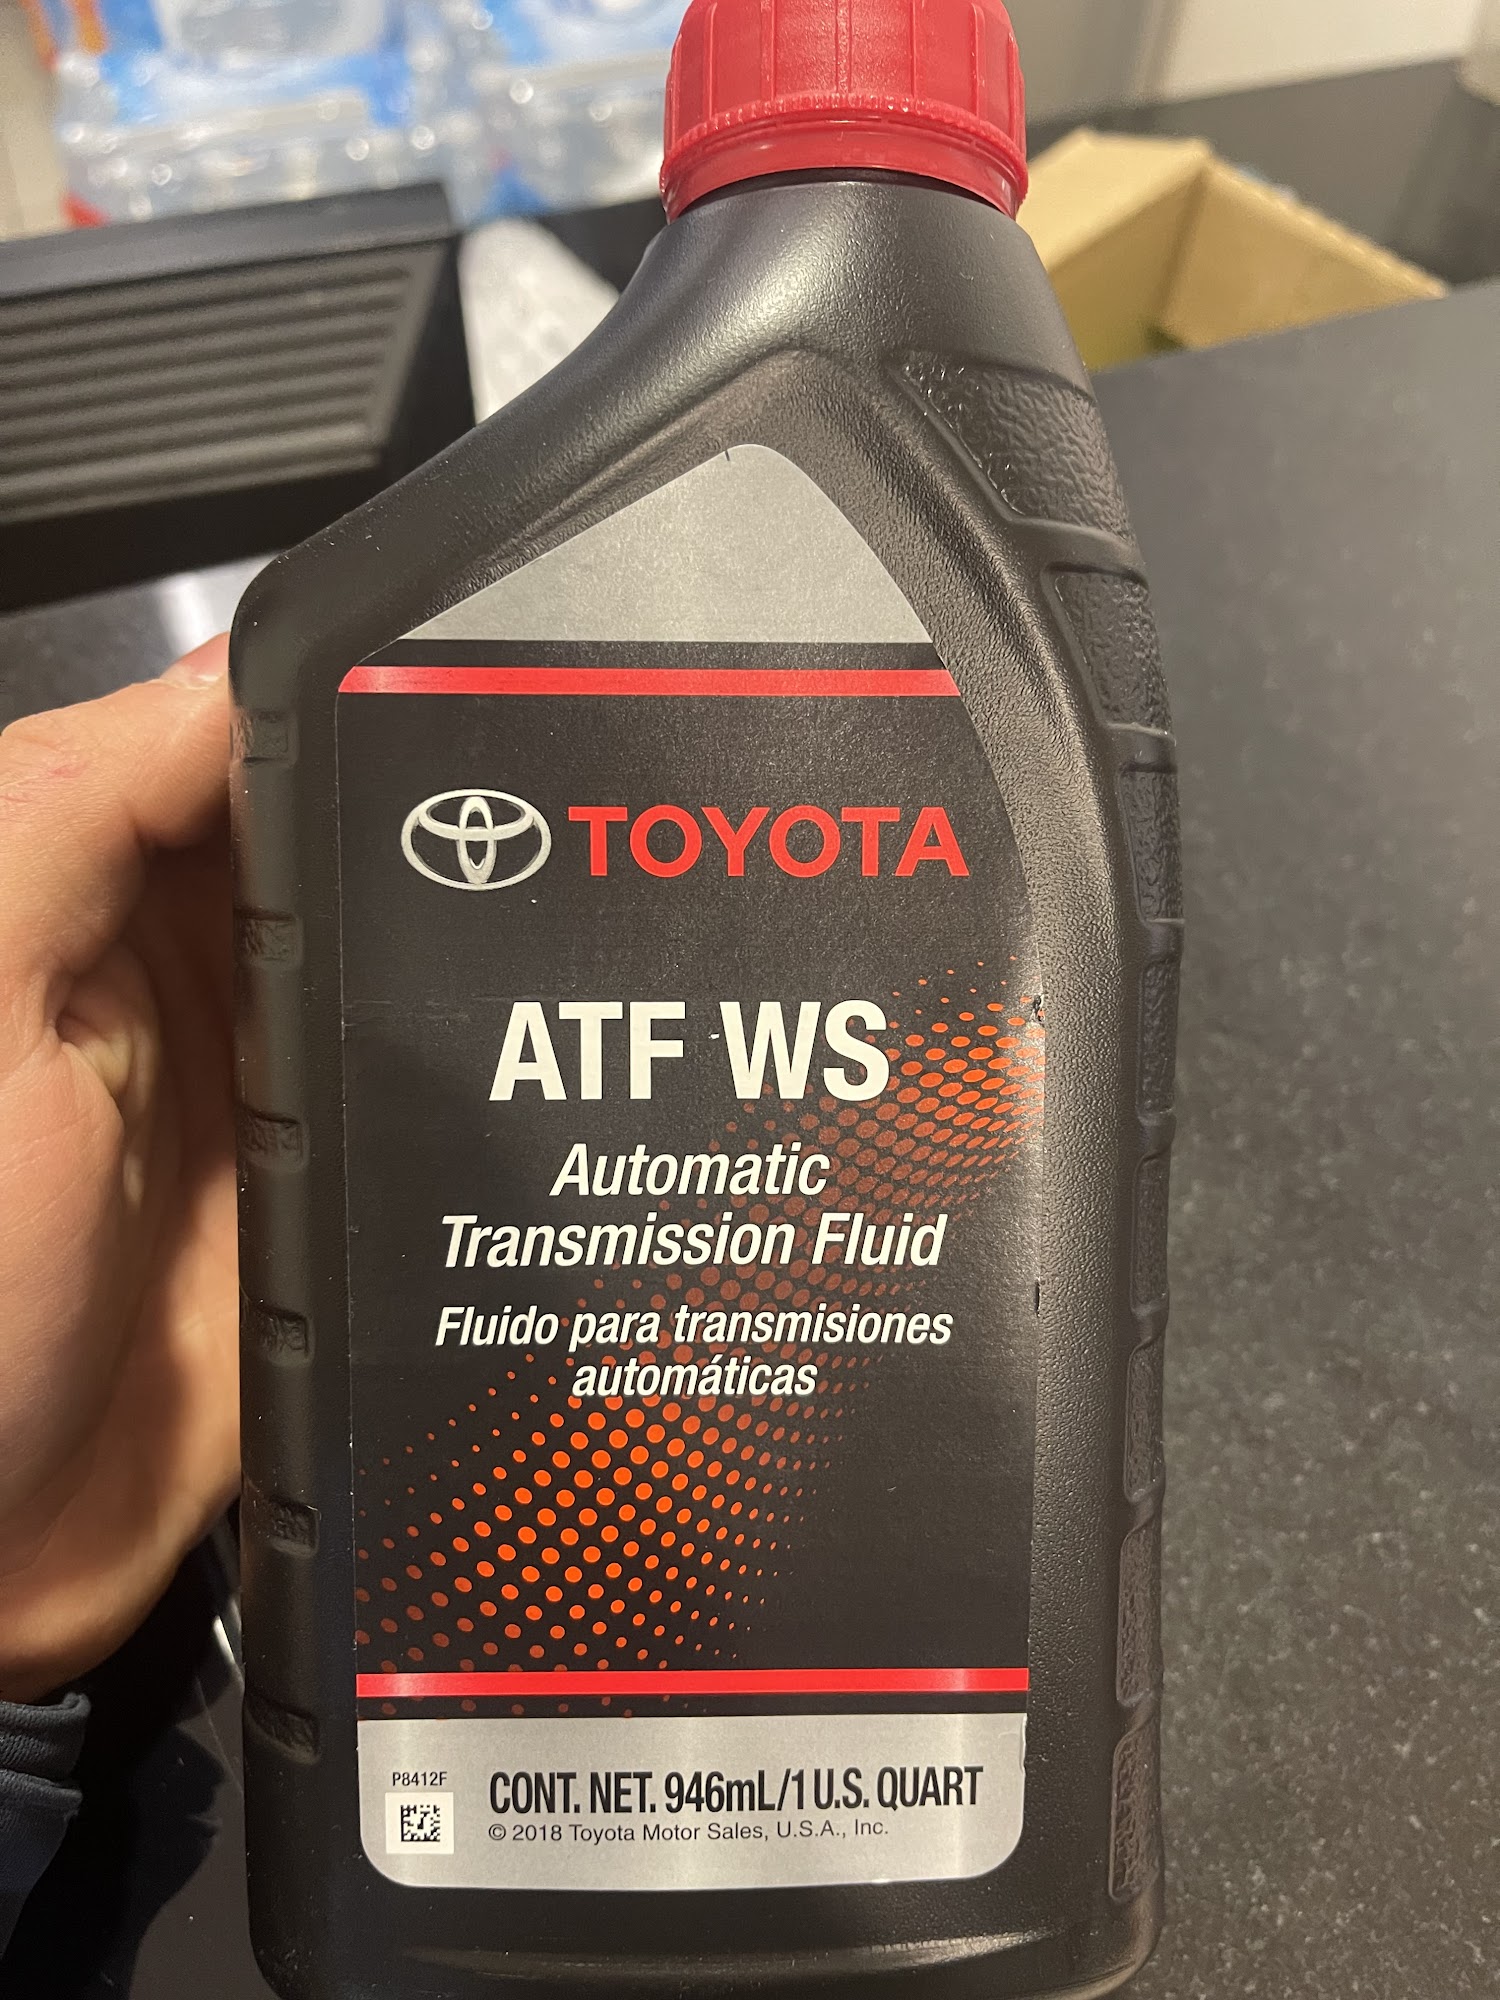 TOYOTA
ATF WS
Automatic
Transmission Fluid
Fluido para transmisiones
automáticas
P8412F
CONT. NET. 946mL/1 U.S. QUART
© 2018 Toyota Motor Sales, U.S.A., Inc.